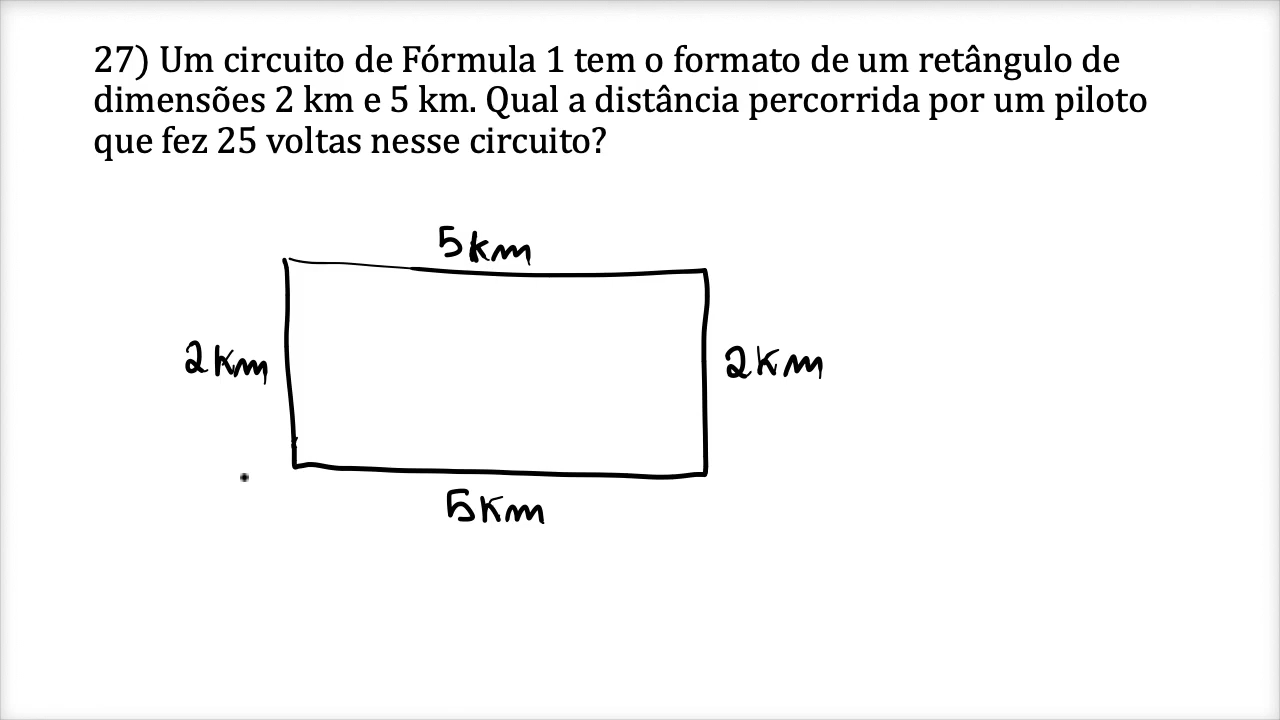 27) Um circuito de Fórmula 1 tem o formato de um retângulo de
dimensões 2 km e 5 km. Qual a distância percorrida por um piloto
que fez 25 voltas nesse circuito?
5km
2km
2km
5km